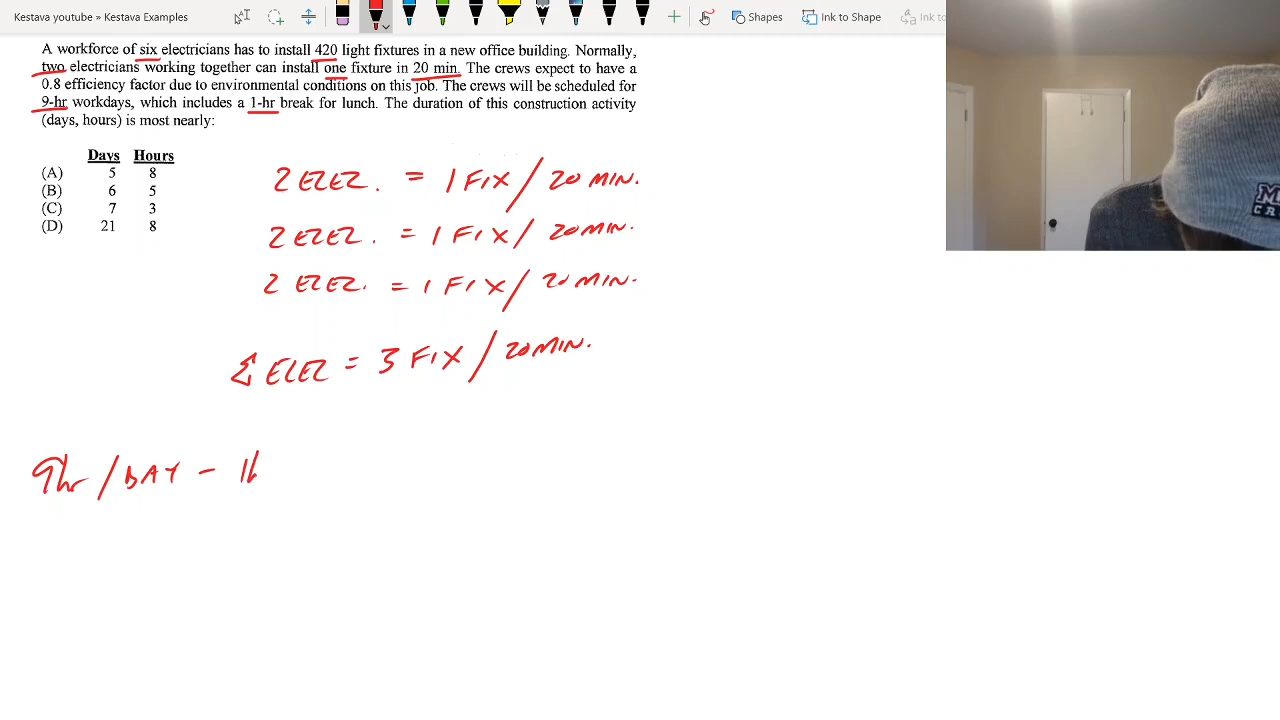 Kestava youtube » Kestava Examples
Shapes
Ink to Shape
Ink to
A workforce of six electricians has to install 420 light fixtures in a new office building. Normally,
two electricians working together can install one fixture in 20 min. The crews expect to have a
0.8 efficiency factor due to environmental conditions on this job. The crews will be scheduled for
9-hr workdays, which includes a 1-hr break for lunch. The duration of this construction activity
(days, hours) is most nearly:
Days Hours
(A) 5 8
(B) 6 5
(C) 7 3
(D) 21 8
2 ELEC. = 1 FIX / 20 MIN.
2 ELEC. = 1 FIX / 20 MIN.
2 ELEC. = 1 FIX / 20 MIN.
Σ ELEC = 3 FIX / 20 MIN.
9hr / DAY - 1h